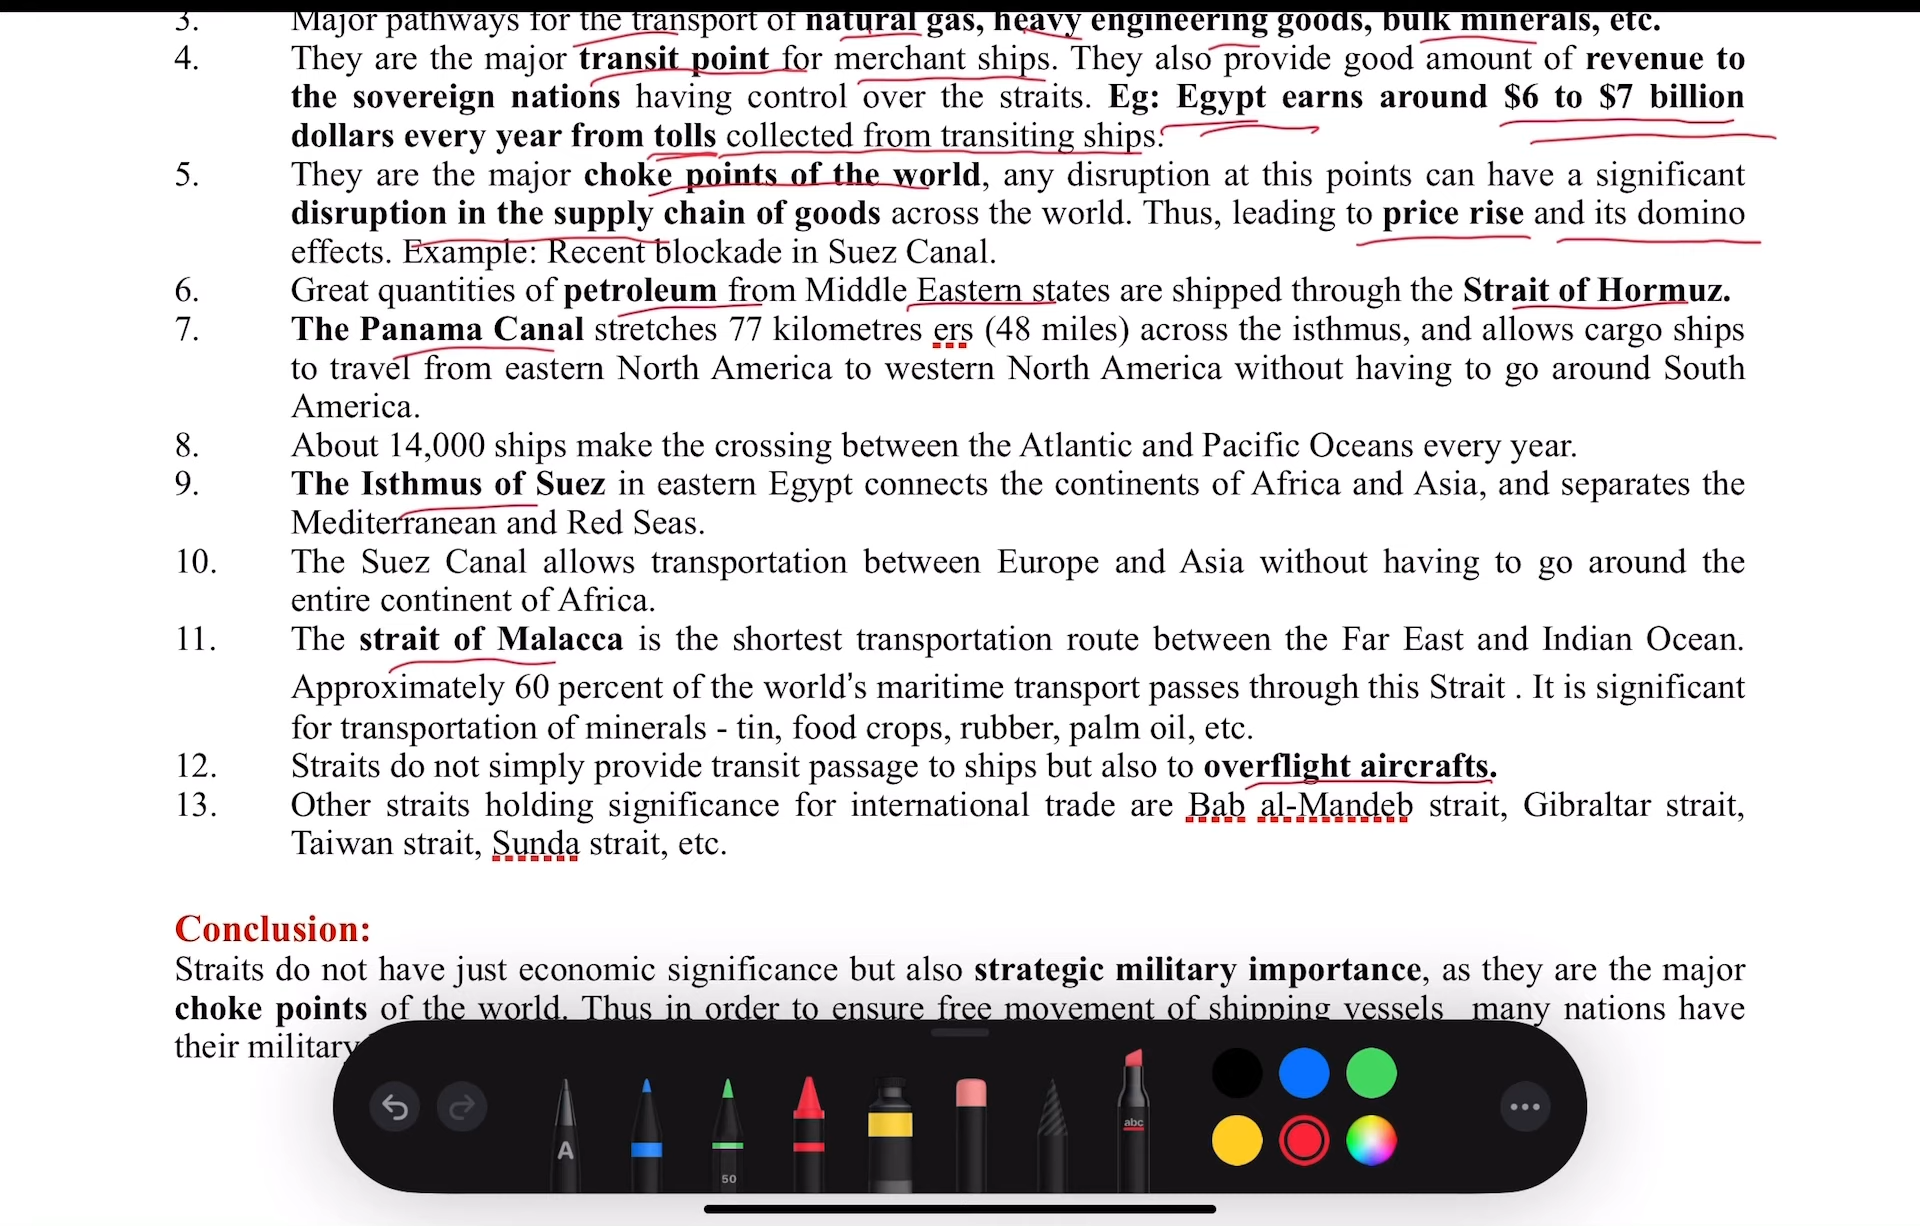 3. Major pathways for the transport of natural gas, heavy engineering goods, bulk minerals, etc.
4. They are the major transit point for merchant ships. They also provide good amount of revenue to
the sovereign nations having control over the straits. Eg: Egypt earns around $6 to $7 billion
dollars every year from tolls collected from transiting ships.
5. They are the major choke points of the world, any disruption at this points can have a significant
disruption in the supply chain of goods across the world. Thus, leading to price rise and its domino
effects. Example: Recent blockade in Suez Canal.
6. Great quantities of petroleum from Middle Eastern states are shipped through the Strait of Hormuz.
7. The Panama Canal stretches 77 kilometres ers (48 miles) across the isthmus, and allows cargo ships
to travel from eastern North America to western North America without having to go around South
America.
8. About 14,000 ships make the crossing between the Atlantic and Pacific Oceans every year.
9. The Isthmus of Suez in eastern Egypt connects the continents of Africa and Asia, and separates the
Mediterranean and Red Seas.
10. The Suez Canal allows transportation between Europe and Asia without having to go around the
entire continent of Africa.
11. The strait of Malacca is the shortest transportation route between the Far East and Indian Ocean.
Approximately 60 percent of the world's maritime transport passes through this Strait . It is significant
for transportation of minerals - tin, food crops, rubber, palm oil, etc.
12. Straits do not simply provide transit passage to ships but also to overflight aircrafts.
13. Other straits holding significance for international trade are Bab al-Mandeb strait, Gibraltar strait,
Taiwan strait, Sunda strait, etc.
Conclusion:
Straits do not have just economic significance but also strategic military importance, as they are the major
choke points of the world. Thus in order to ensure free movement of shipping vessels many nations have
their military
A
50
abc